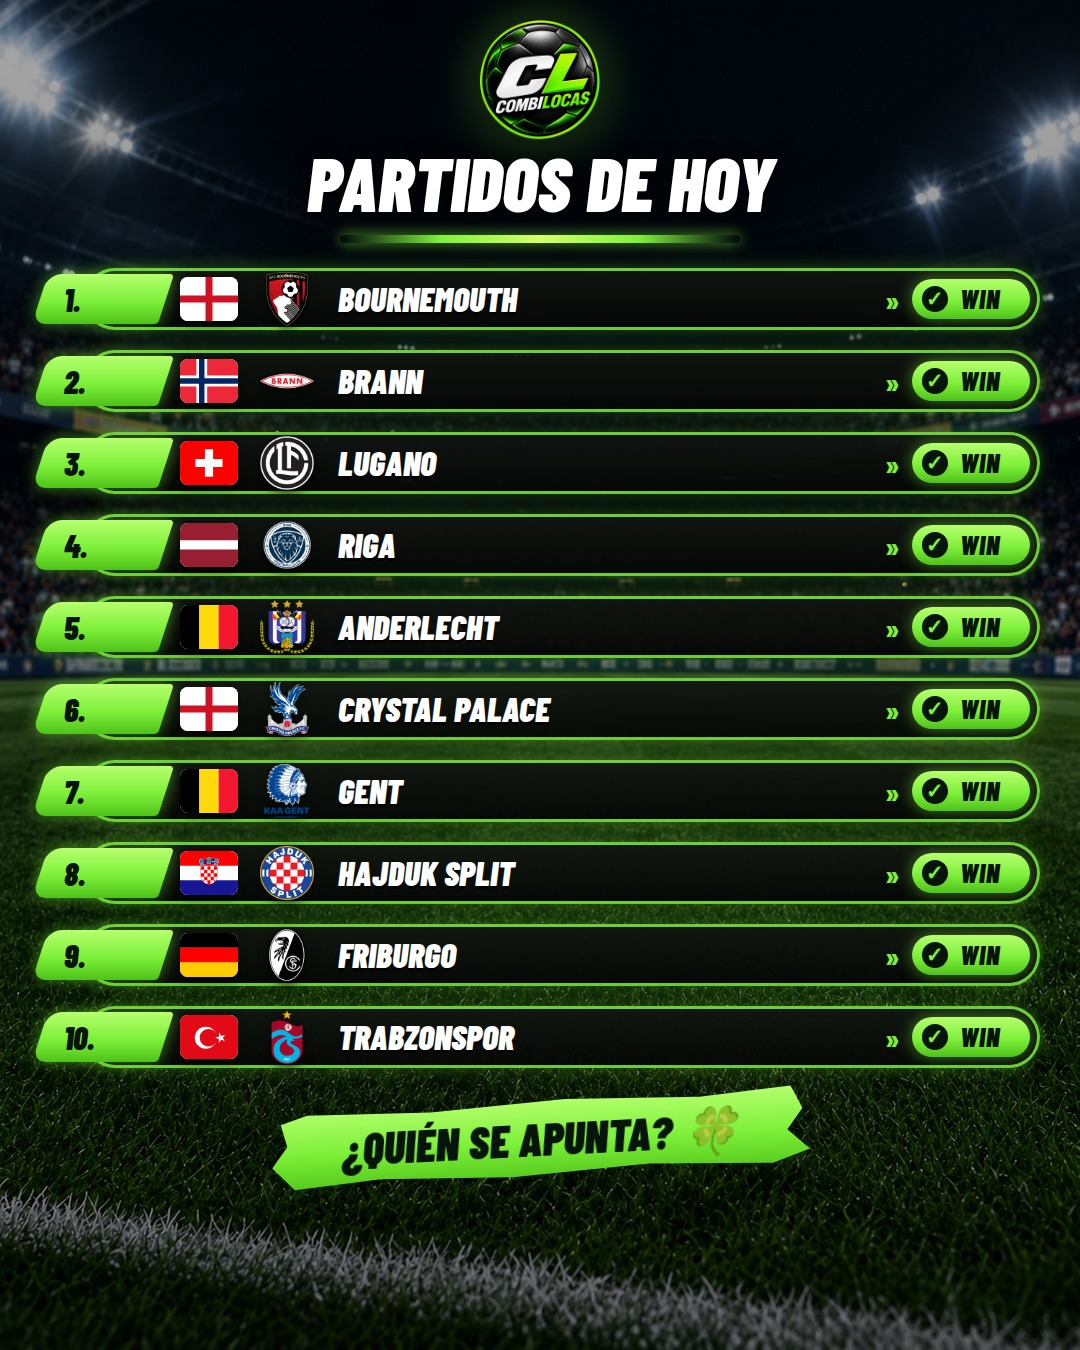 CL
COMBILOCAS
PARTIDOS DE HOY
1. BOURNEMOUTH » WIN
2. BRANN BRANN » WIN
3. LUGANO » WIN
4. RIGA » WIN
5. ANDERLECHT » WIN
6. CRYSTAL PALACE » WIN
7. KAA GENT GENT » WIN
8. HAJDUK SPLIT HAJDUK SPLIT » WIN
9. FRIBURGO » WIN
10. TRABZONSPOR » WIN
¿QUIÉN SE APUNTA? 🍀